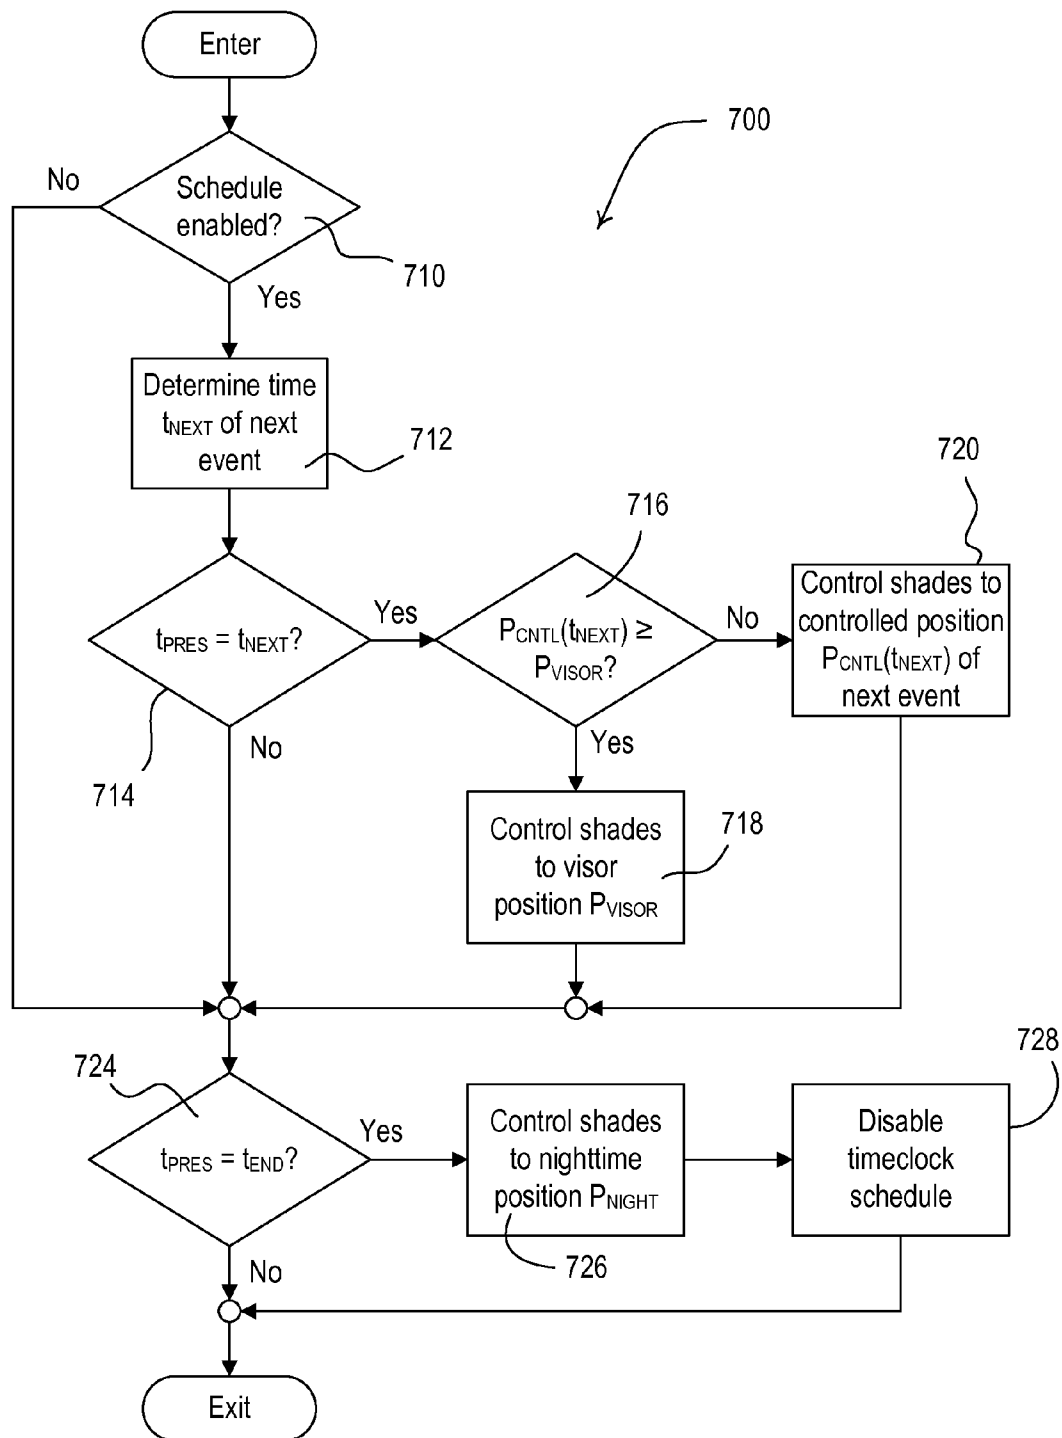 Enter
700
No
Schedule
enabled?
710
Yes
Determine time
tNEXT of next
event
712
720
716
Control shades to
controlled position
PCNTL(tNEXT) of
next event
Yes
No
tPRES = tNEXT?
PCNTL(tNEXT) ≥
PVISOR?
No
Yes
714
718
Control shades
to visor
position PVISOR
728
724
Yes
Control shades
to nighttime
position PNIGHT
Disable
timeclock
schedule
tPRES = tEND?
726
No
Exit